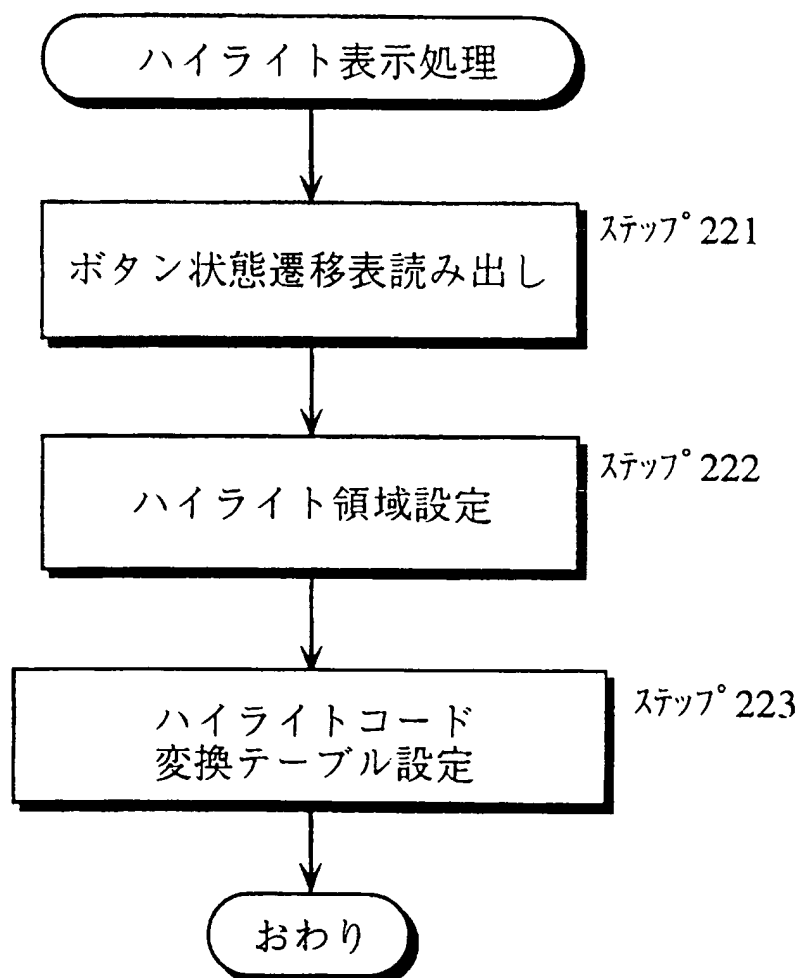 ハイライト表示処理
ステップ221
ボタン状態遷移表読み出し
ステップ222
ハイライト領域設定
ステップ223
ハイライトコード
変換テーブル設定
おわり